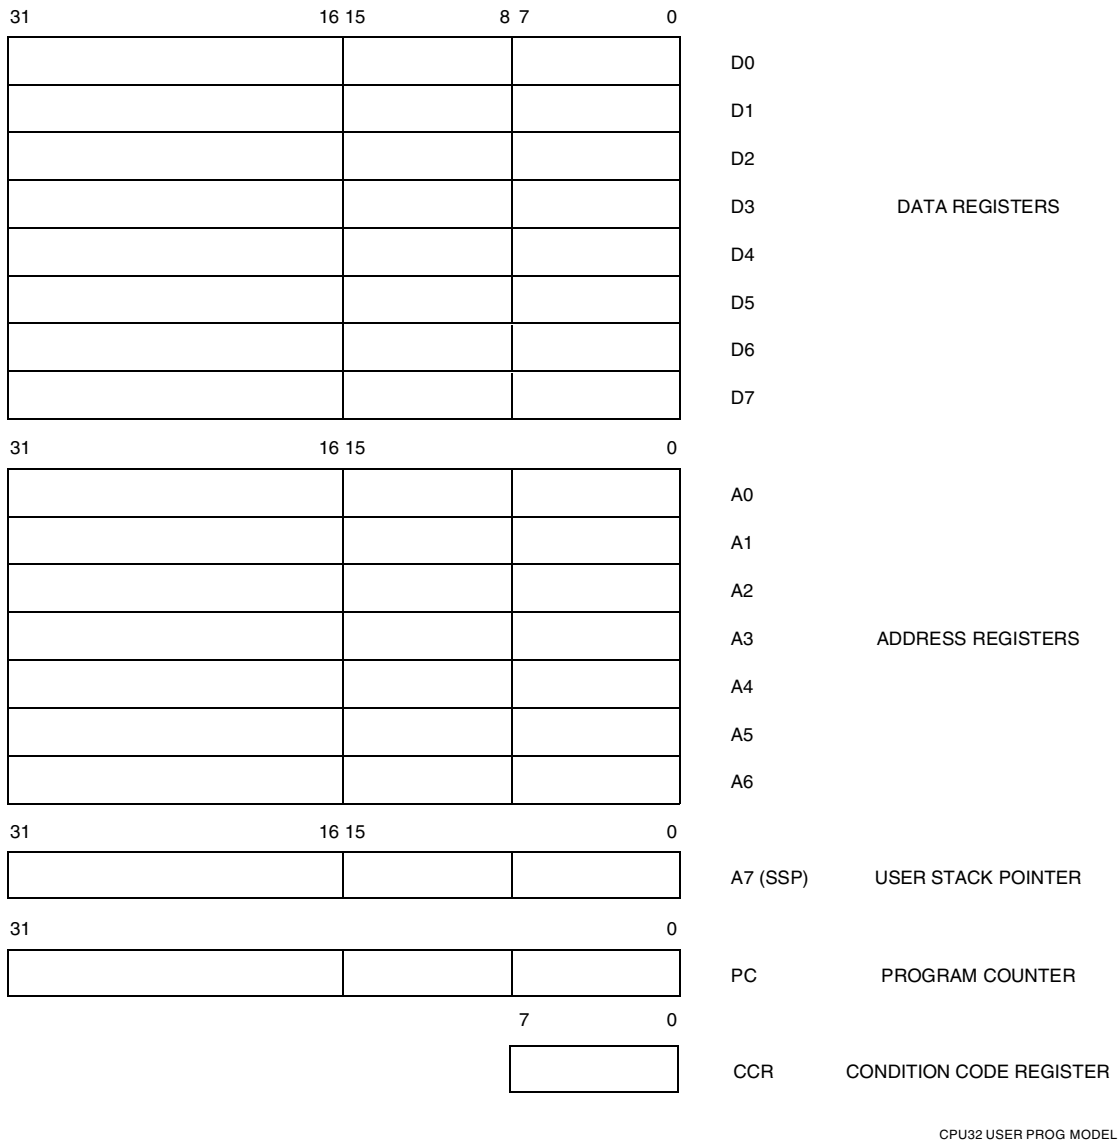 31 16 15 8 7 0
D0
D1
D2
D3 DATA REGISTERS
D4
D5
D6
D7
31 16 15 0
A0
A1
A2
A3 ADDRESS REGISTERS
A4
A5
A6
31 16 15 0
A7 (SSP) USER STACK POINTER
31 0
PC PROGRAM COUNTER
7 0
CCR CONDITION CODE REGISTER
CPU32 USER PROG MODEL